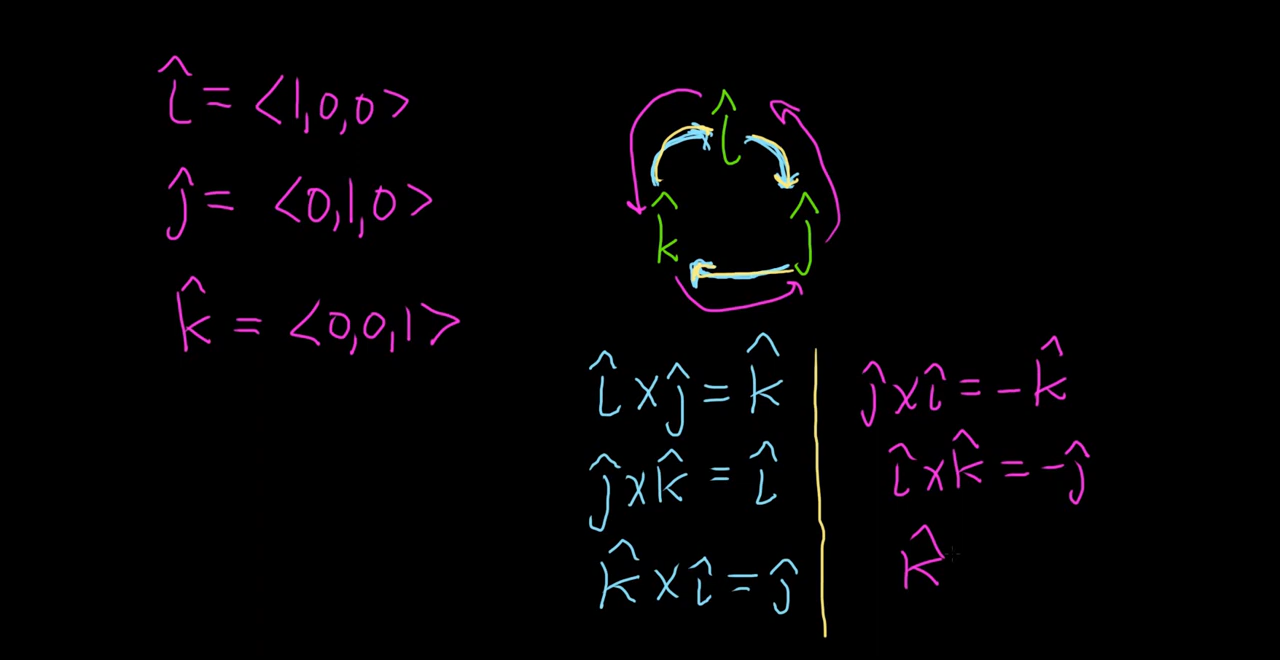 î = <1,0,0>
ĵ = <0,1,0>
k̂ = <0,0,1>
î
k̂ ĵ
î x ĵ = k̂
ĵ x k̂ = î
k̂ x î = ĵ
ĵ x î = - k̂
î x k̂ = - ĵ
k̂